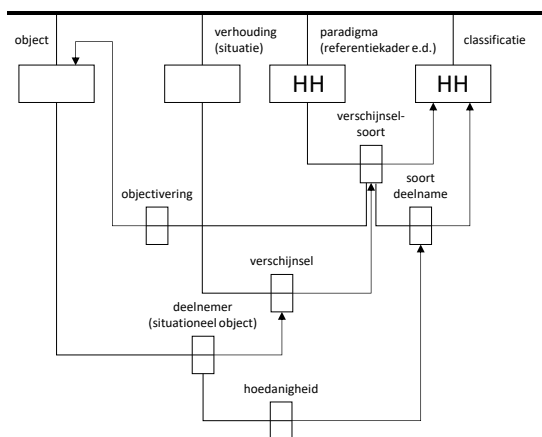 object
verhouding
(situatie)
paradigma
(referentiekader e.d.)
classificatie
HH
HH
verschijnsel-
soort
soort
deelname
objectivering
verschijnsel
deelnemer
(situationeel object)
hoedanigheid